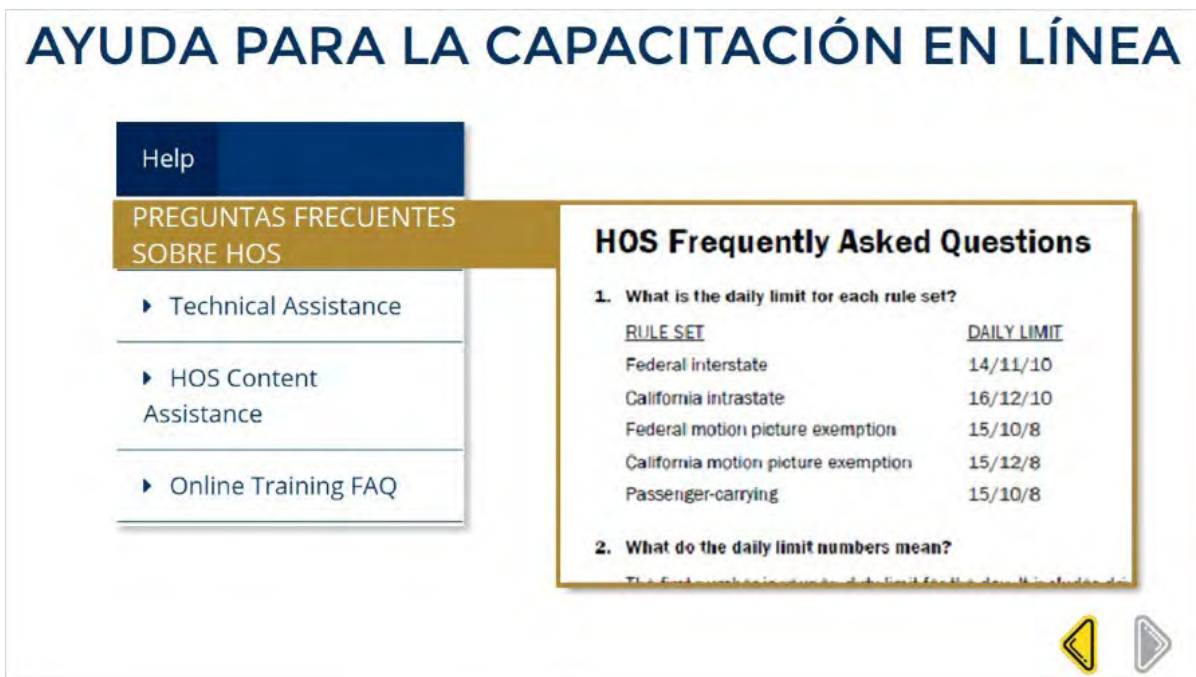 AYUDA PARA LA CAPACITACIÓN EN LÍNEA
Help
PREGUNTAS FRECUENTES
SOBRE HOS
Technical Assistance
HOS Content
Assistance
Online Training FAQ
HOS Frequently Asked Questions
1. What is the daily limit for each rule set?
RULE SET DAILY LIMIT
Federal interstate 14/11/10
California intrastate 16/12/10
Federal motion picture exemption 15/10/8
California motion picture exemption 15/12/8
Passenger-carrying 15/10/8
2. What do the daily limit numbers mean?